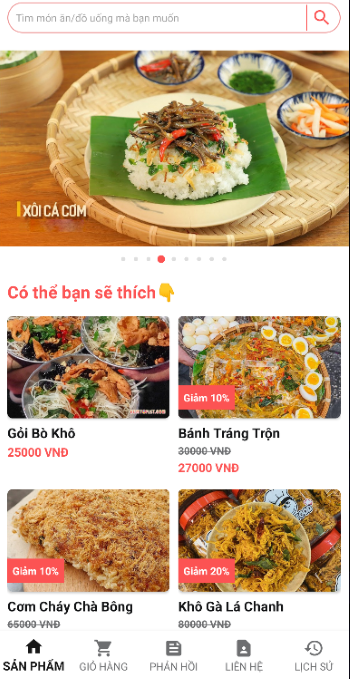 Tìm món ăn/đồ uống mà bạn muốn
XÔI CÁ CƠM
Có thể bạn sẽ thích👇
Giảm 10%
Gỏi Bò Khô
Bánh Tráng Trộn
25000 VNĐ
30000 VNĐ
27000 VNĐ
Giảm 10%
Giảm 20%
Cơm Cháy Chà Bông
Khô Gà Lá Chanh
65000 VNĐ
80000 VNĐ
SẢN PHẨM
GIỎ HÀNG
PHẢN HỒI
LIÊN HỆ
LỊCH SỬ